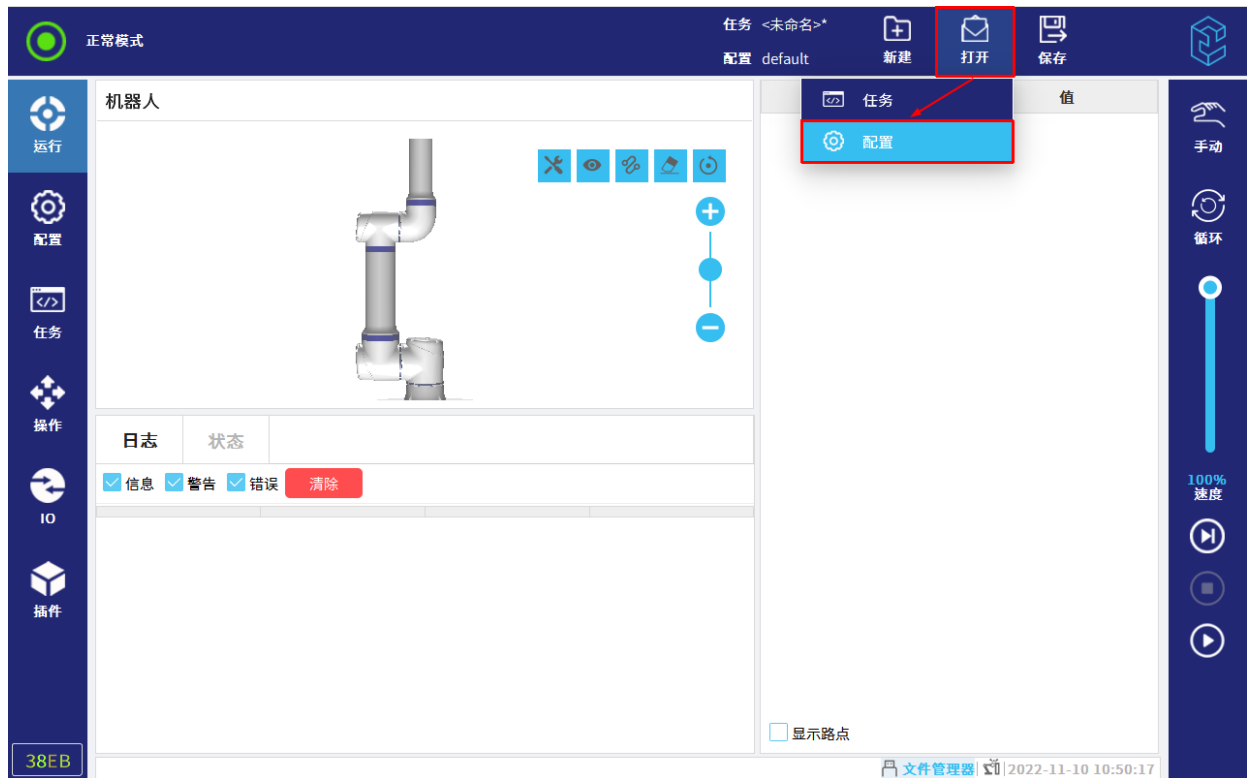 正常模式
任务 <未命名>*
配置 default
新建
打开
保存
任务
配置
值
运行
配置
任务
操作
IO
插件
38EB
机器人
日志 状态
信息 警告 错误 清除
显示路点
手动
循环
100%
速度
文件管理器 2022-11-10 10:50:17